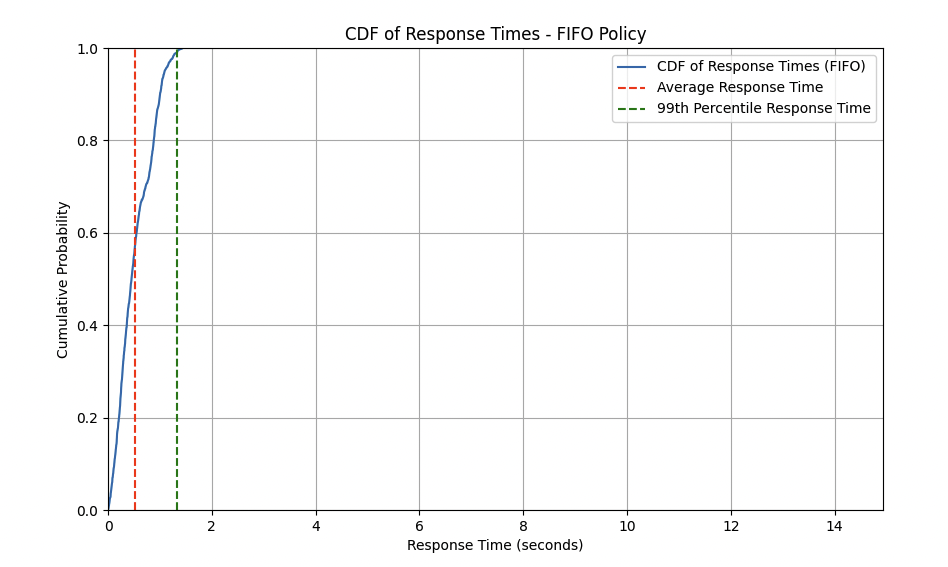 CDF of Response Times - FIFO Policy
CDF of Response Times (FIFO)
Average Response Time
99th Percentile Response Time
Cumulative Probability
1.0
0.8
0.6
0.4
0.2
0.0
0 2 4 6 8 10 12 14
Response Time (seconds)